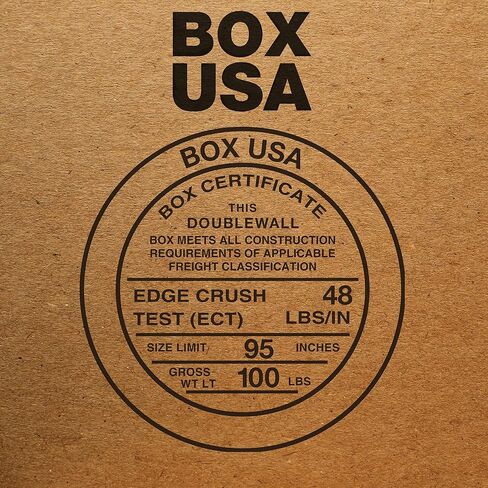 BOX
USA
BOX USA
BOX CERTIFICATE
THIS
DOUBLEWALL
BOX MEETS ALL CONSTRUCTION
REQUIREMENTS OF APPLICABLE
FREIGHT CLASSIFICATION
EDGE CRUSH 48
TEST (ECT) LBS/IN
SIZE LIMIT 95 INCHES
GROSS
WT LT 100 LBS